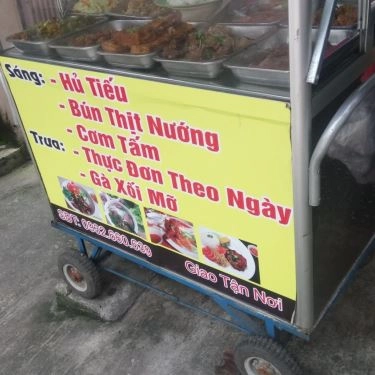 Sáng: - Hủ Tiếu
- Bún Thịt Nướng
- Cơm Tấm
Trưa: - Thực Đơn Theo Ngày
- Gà Xối Mỡ
SĐT:
Giao Tận Nơi